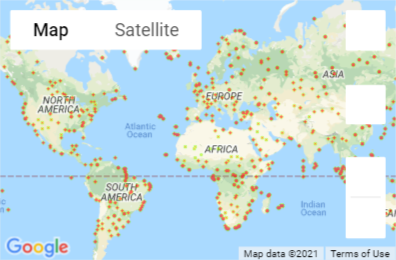 Map Satellite
ASIA
EUROPE
NORTH
AMERICA
Atlantic
Ocean
AFRICA
SOUTH
AMERICA
Indian
Ocean
Google
Map data ©2021 Terms of Use